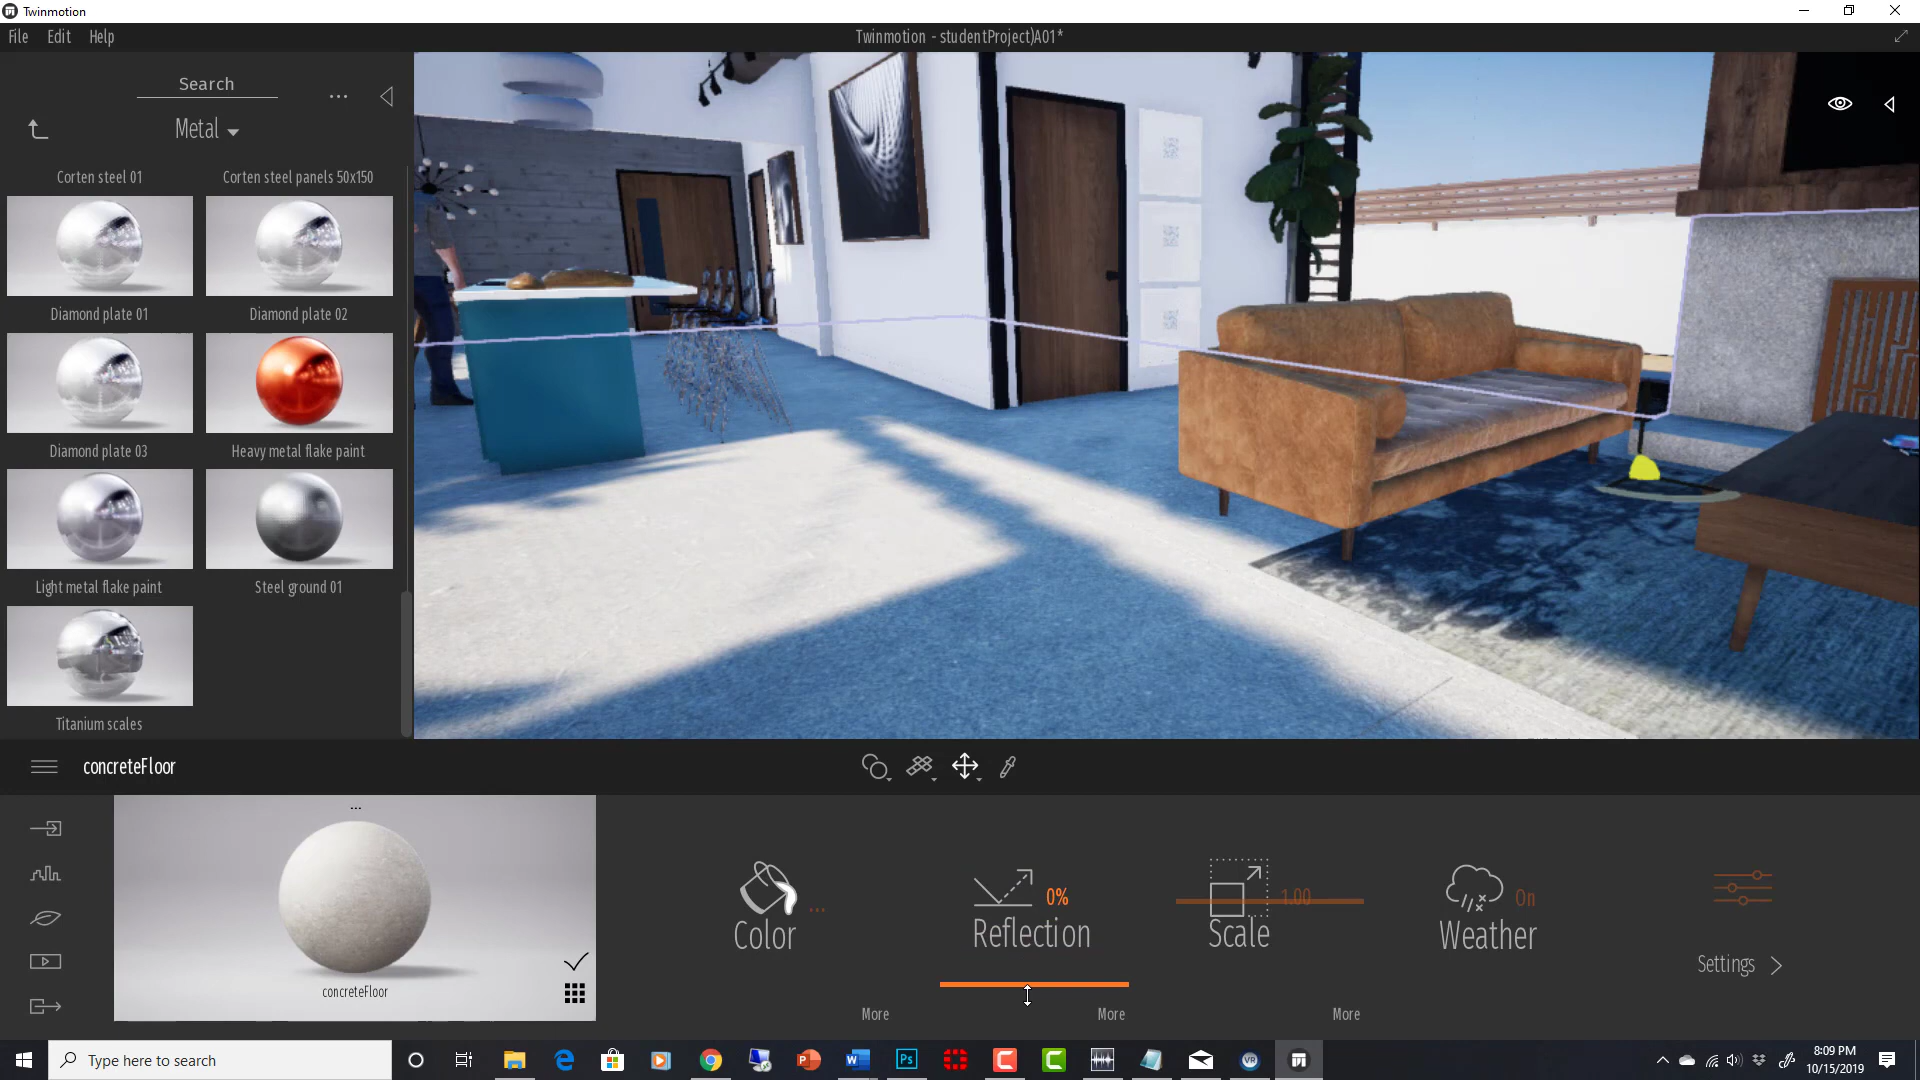 Twinmotion
File Edit Help
Twinmotion - studentProject)A01*
Search
...
Metal
Corten steel 01
Corten steel panels 50x150
Diamond plate 01
Diamond plate 02
Diamond plate 03
Heavy metal flake paint
Light metal flake paint
Steel ground 01
Titanium scales
concreteFloor
...
concreteFloor
Color ...
More
0%
Reflection
More
1.00
Scale
More
On
Weather
Settings
Type here to search
8:09 PM
10/15/2019